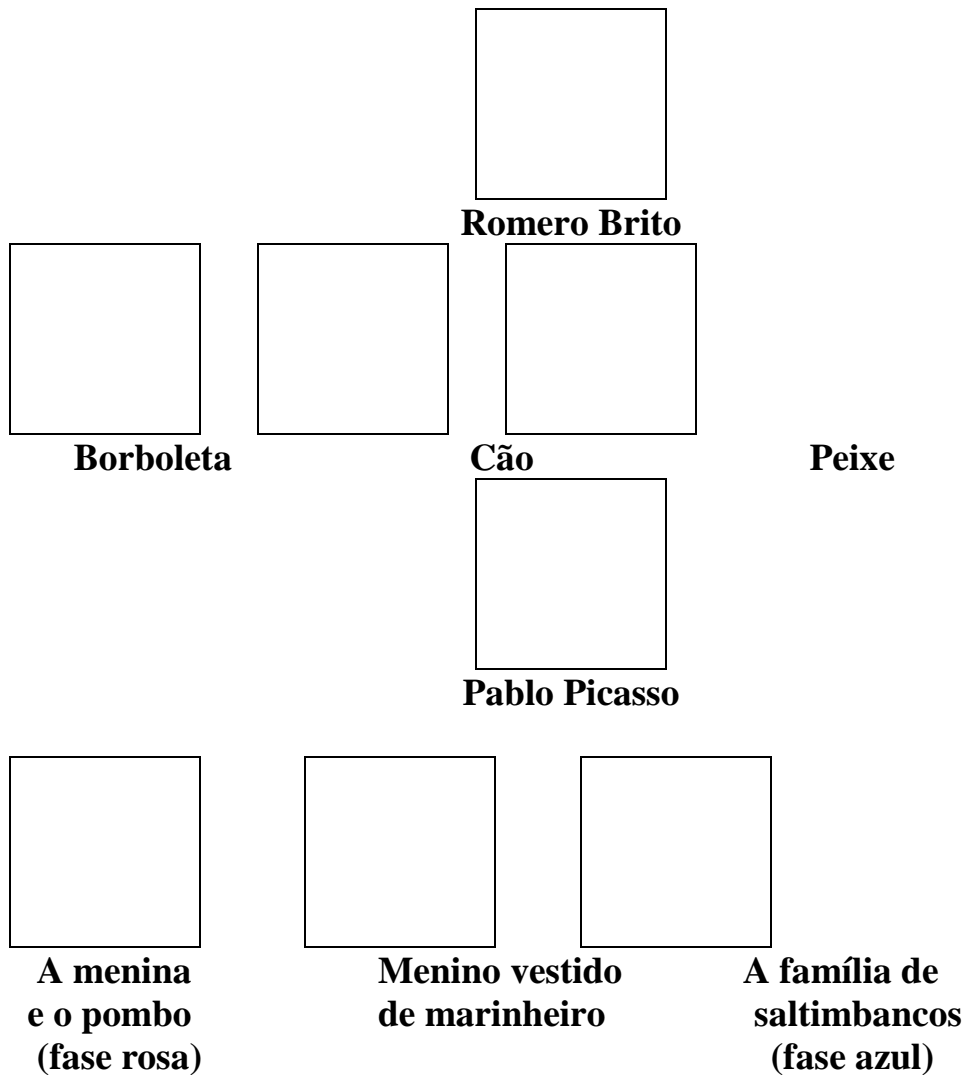 Romero Brito
Borboleta Cão Peixe
Pablo Picasso
A menina Menino vestido A família de
e o pombo de marinheiro saltimbancos
(fase rosa) (fase azul)